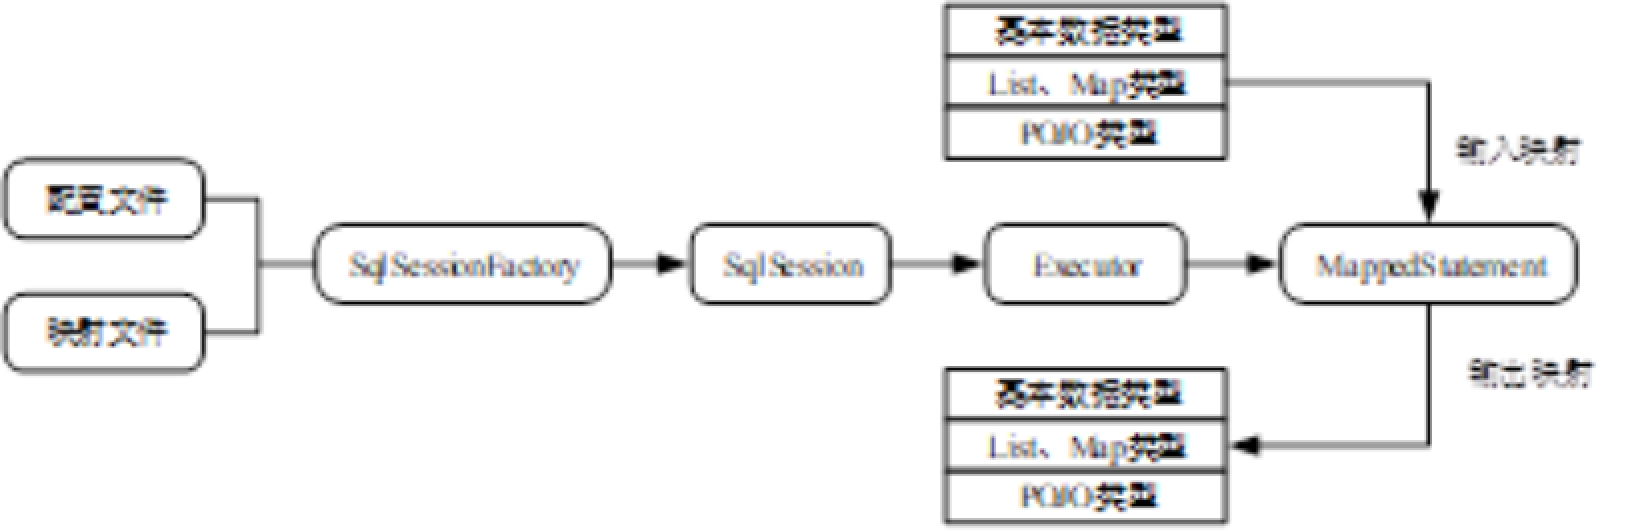 基本数据类型
List、Map类型
POJO类型
输入映射
配置文件
映射文件
SqlSessionFactory
SqlSession
Executor
MappedStatement
输出映射
基本数据类型
List、Map类型
POJO类型